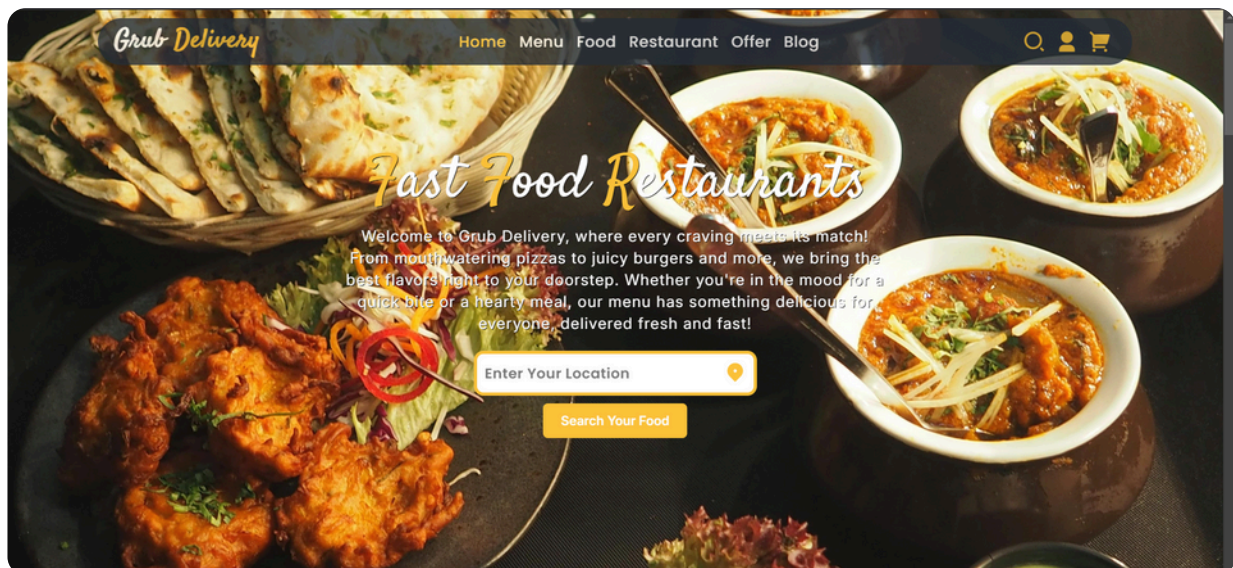 Grub Delivery
Home Menu Food Restaurant Offer Blog
Fast Food Restaurants
Welcome to Grub Delivery, where every craving meets its match!
From mouthwatering pizzas to juicy burgers and more, we bring the
best flavors right to your doorstep. Whether you're in the mood for a
quick bite or a hearty meal, our menu has something delicious for
everyone, delivered fresh and fast!
Enter Your Location
Search Your Food